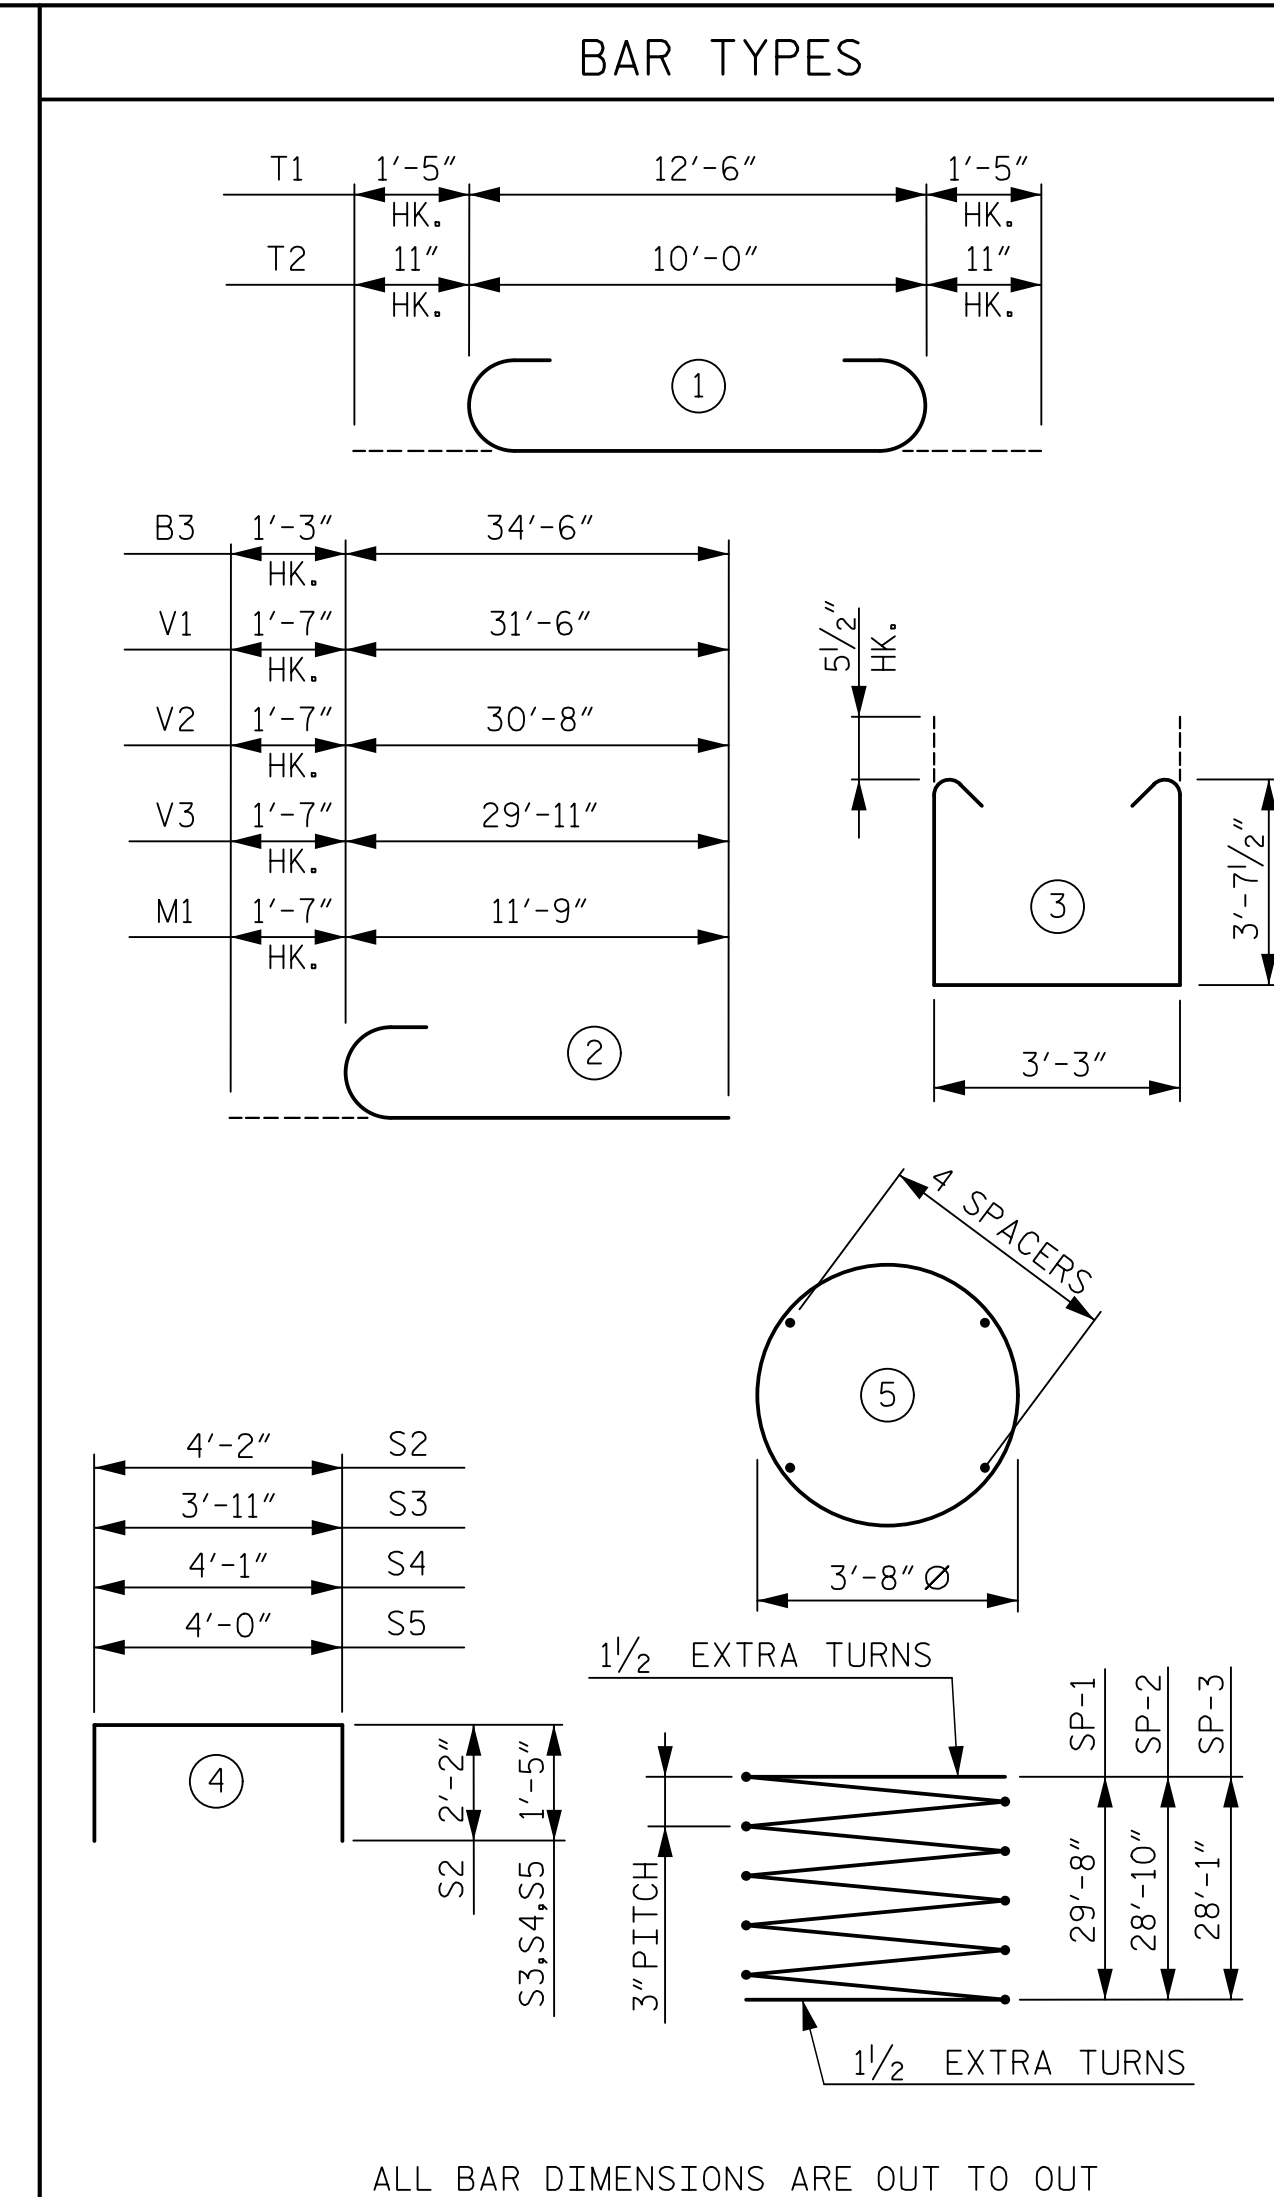 BAR TYPES
T1 1'-5" 12'-6" 1'-5"
HK. HK.
T2 11" 10'-0" 11"
HK. HK.
1
B3 1'-3" 34'-6"
HK.
V1 1'-7" 31'-6"
HK.
V2 1'-7" 30'-8"
HK.
V3 1'-7" 29'-11"
HK.
M1 1'-7" 11'-9"
HK.
2
5½"
HK.
3
3'-7½"
3'-3"
4 SPACERS
5
3'-8" Ø
4'-2" S2
3'-11" S3
4'-1" S4
4'-0" S5
4
2'-2"
S2
1'-5"
S3,S4,S5
1½ EXTRA TURNS
3" PITCH
SP-1
SP-2
SP-3
29'-8"
28'-10"
28'-1"
1½ EXTRA TURNS
ALL BAR DIMENSIONS ARE OUT TO OUT